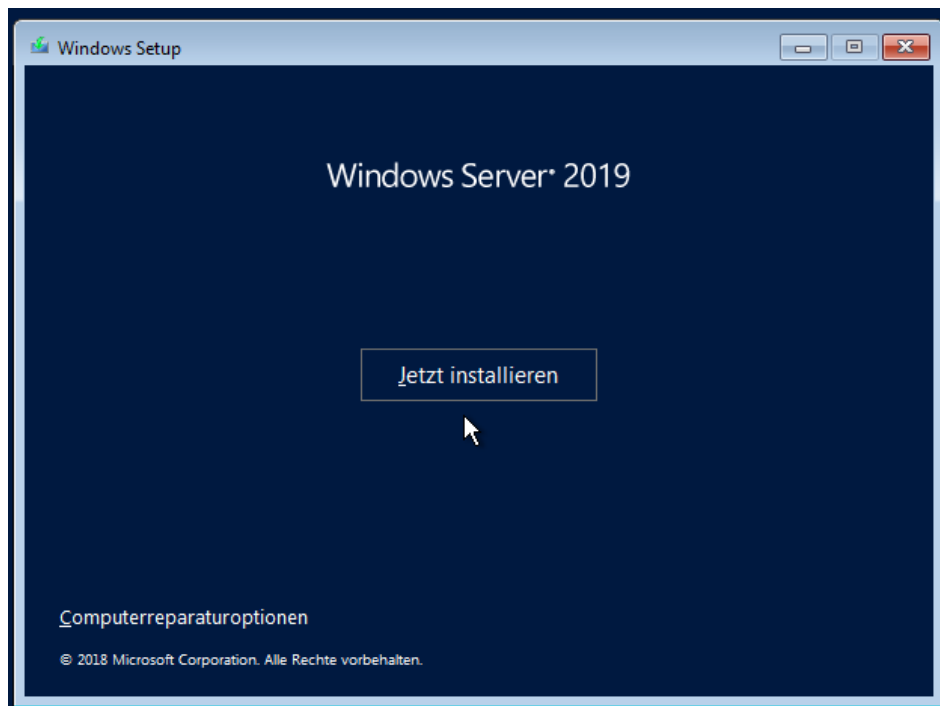 Windows Setup
Windows Server® 2019
Jetzt installieren
Computerreparaturoptionen
© 2018 Microsoft Corporation. Alle Rechte vorbehalten.